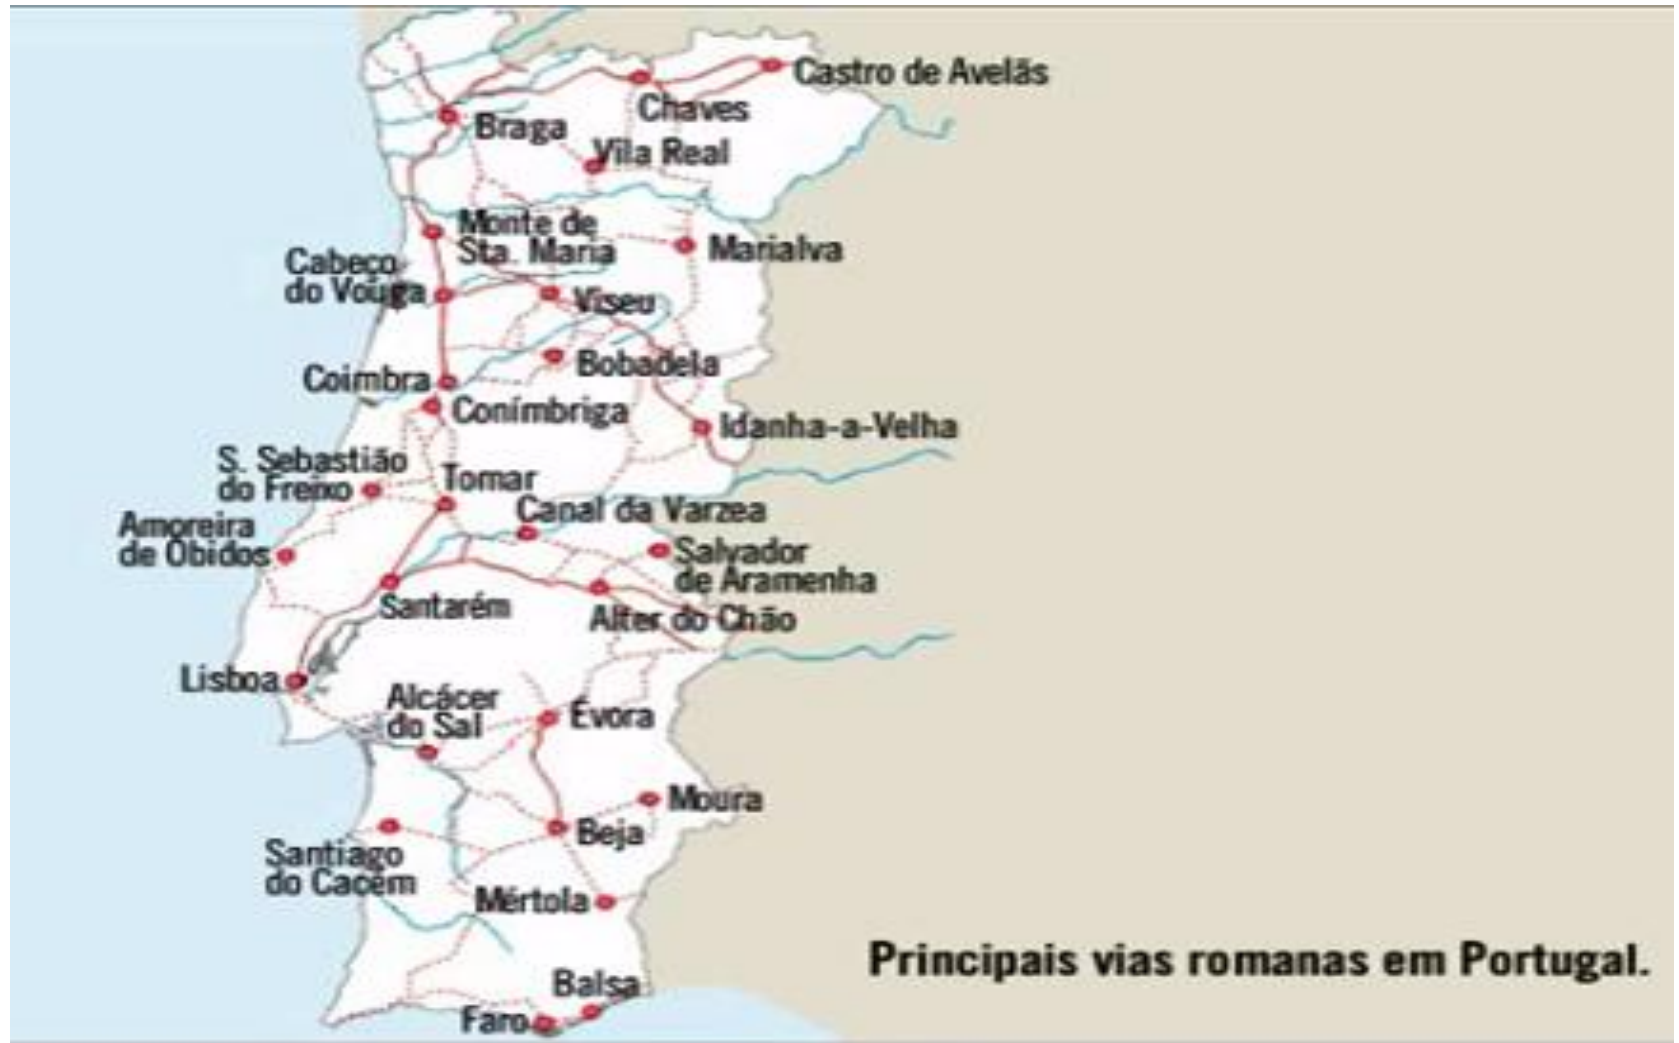 Castro de Avelãs
Chaves
Braga
Vila Real
Monte de
Sta. Maria
Marialva
Cabeço
do Vouga
Viseu
Bobadela
Coimbra
Conímbriga
Idanha-a-Velha
S. Sebastião
do Freixo
Tomar
Canal da Varzea
Amoreira
de Óbidos
Salvador
de Aramenha
Santarém
Alter do Chão
Lisboa
Alcácer
do Sal
Évora
Moura
Beja
Santiago
do Cacém
Mértola
Principais vias romanas em Portugal.
Balsa
Faro